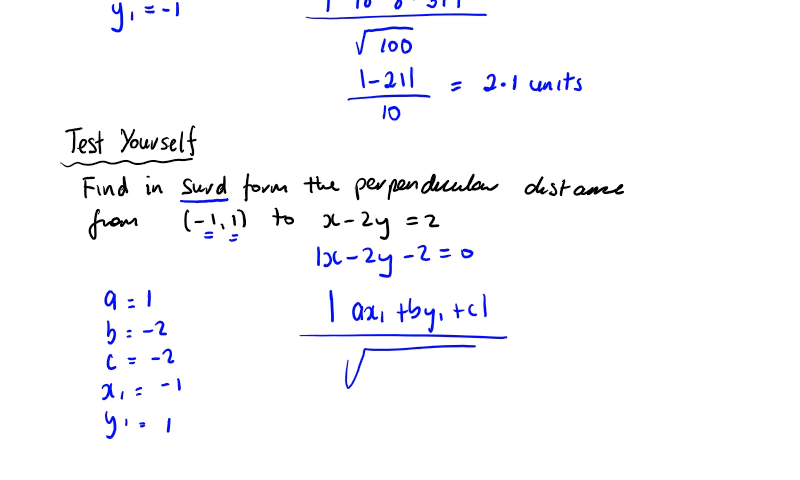 y₁ = -1
√100
|-21|
10
= 2.1 units
Test Yourself
Find in surd form the perpendicular distance
from (-1, 1) to x - 2y = 2
1x - 2y - 2 = 0
a = 1
b = -2
c = -2
x₁ = -1
y₁ = 1
| ax₁ + by₁ + c|
√